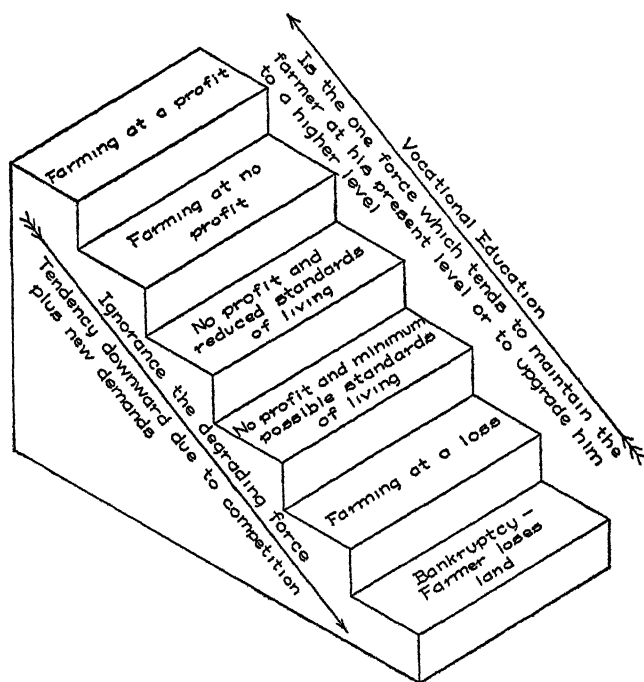 Farming at a profit
Farming at no
profit
No profit and
reduced standards
of living
No profit and minimum
possible standards
of living
Farming at a loss
Bankruptcy –
Farmer loses
land
Vocational Education
Is the one force which tends to maintain the
farmer at his present level or to upgrade him
to a higher level
Ignorance the degrading force
Tendency downward due to competition
plus new demands